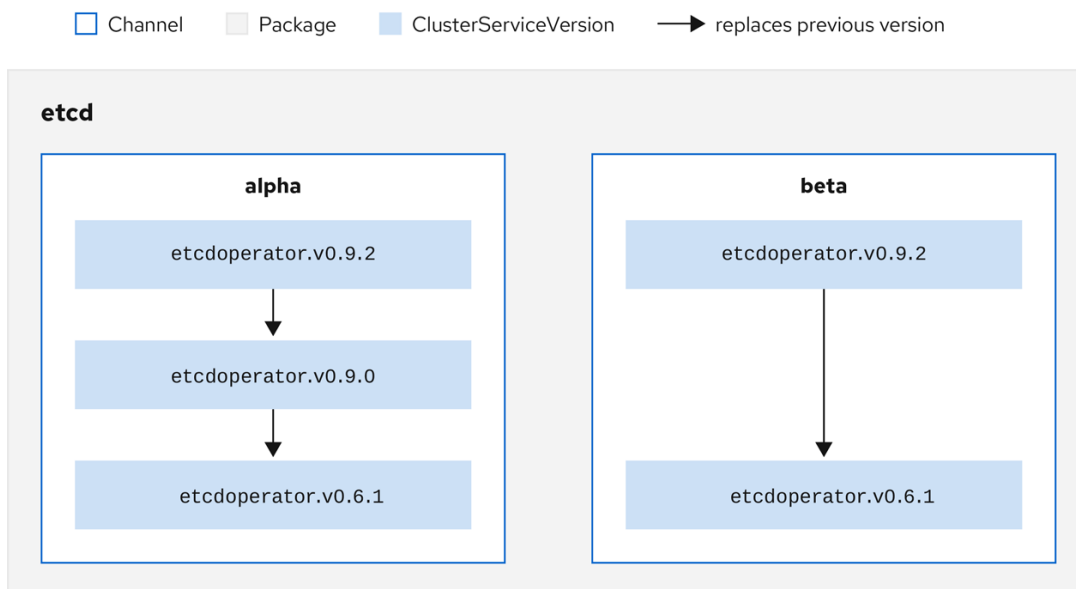 Channel Package ClusterServiceVersion replaces previous version
etcd
alpha
etcdoperator.v0.9.2
etcdoperator.v0.9.0
etcdoperator.v0.6.1
beta
etcdoperator.v0.9.2
etcdoperator.v0.6.1